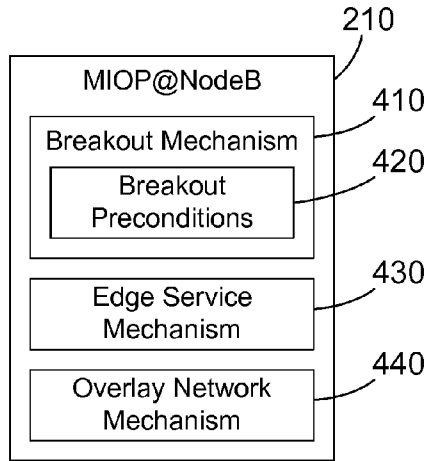 210
MIOP@NodeB
410
Breakout Mechanism
420
Breakout
Preconditions
430
Edge Service
Mechanism
440
Overlay Network
Mechanism